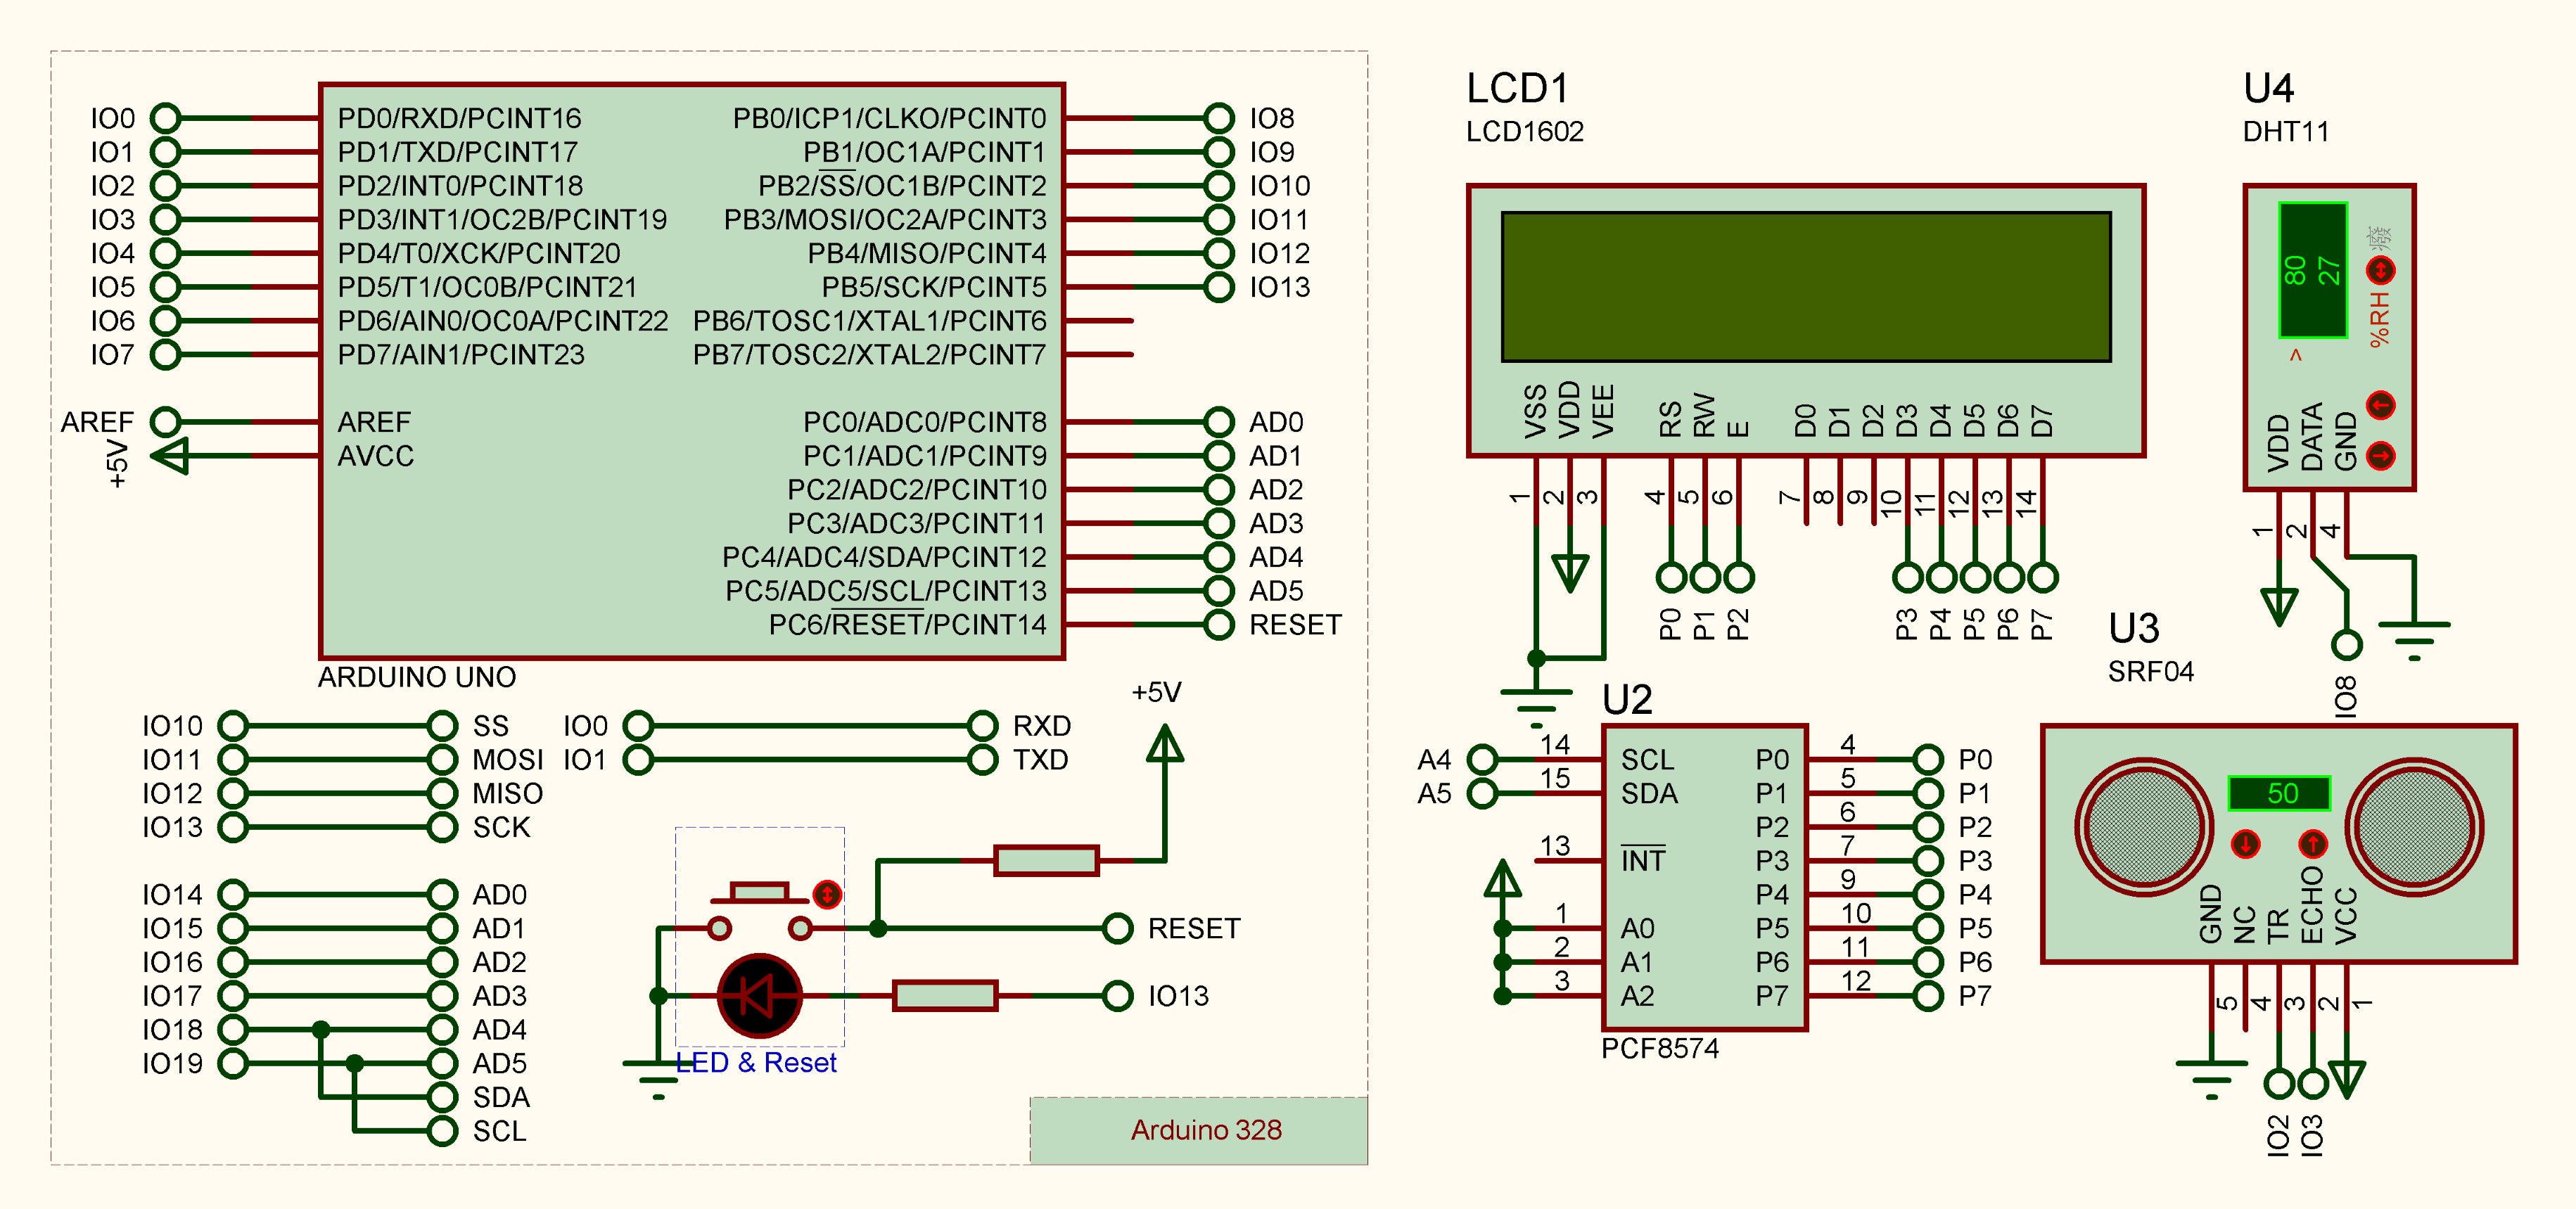 IO0
IO1
IO2
IO3
IO4
IO5
IO6
IO7
AREF
+5V
PD0/RXD/PCINT16
PD1/TXD/PCINT17
PD2/INT0/PCINT18
PD3/INT1/OC2B/PCINT19
PD4/T0/XCK/PCINT20
PD5/T1/OC0B/PCINT21
PD6/AIN0/OC0A/PCINT22
PD7/AIN1/PCINT23
AREF
AVCC
PB0/ICP1/CLKO/PCINT0
PB1/OC1A/PCINT1
PB2/SS/OC1B/PCINT2
PB3/MOSI/OC2A/PCINT3
PB4/MISO/PCINT4
PB5/SCK/PCINT5
PB6/TOSC1/XTAL1/PCINT6
PB7/TOSC2/XTAL2/PCINT7
PC0/ADC0/PCINT8
PC1/ADC1/PCINT9
PC2/ADC2/PCINT10
PC3/ADC3/PCINT11
PC4/ADC4/SDA/PCINT12
PC5/ADC5/SCL/PCINT13
PC6/RESET/PCINT14
IO8
IO9
IO10
IO11
IO12
IO13
AD0
AD1
AD2
AD3
AD4
AD5
RESET
ARDUINO UNO
IO10 SS
IO11 MOSI
IO12 MISO
IO13 SCK
IO14 AD0
IO15 AD1
IO16 AD2
IO17 AD3
IO18 AD4
IO19 AD5
SDA
SCL
IO0 RXD
IO1 TXD
+5V
RESET
IO13
LED & Reset
Arduino 328
LCD1
LCD1602
VSS VDD VEE RS RW E D0 D1 D2 D3 D4 D5 D6 D7
1 2 3 4 5 6 7 8 9 10 11 12 13 14
P0 P1 P2 P3 P4 P5 P6 P7
U4
DHT11
80
27
>
%RH
VDD DATA GND
1 2 4
IO8
U2
A4 14 SCL
A5 15 SDA
13 INT
1 A0
2 A1
3 A2
P0 4 P0
P1 5 P1
P2 6 P2
P3 7 P3
P4 9 P4
P5 10 P5
P6 11 P6
P7 12 P7
PCF8574
U3
SRF04
50
GND NC TR ECHO VCC
5 4 3 2 1
IO2 IO3